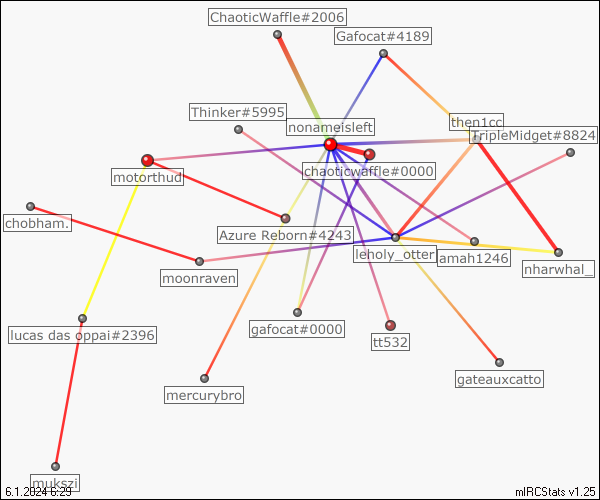 ChaoticWaffle#2006
Gafocat#4189
Thinker#5995
then1cc
nonameisleft
TripleMidget#8824
motorthud
chaoticwaffle#0000
chobham.
Azure Reborn#4243
leholy_otter
amah1246
moonraven
nharwhal_
lucas das oppai#2396
gafocat#0000
tt532
gateauxcatto
mercurybro
mukszi
6.1.2024 6:29
mIRCStats v1.25